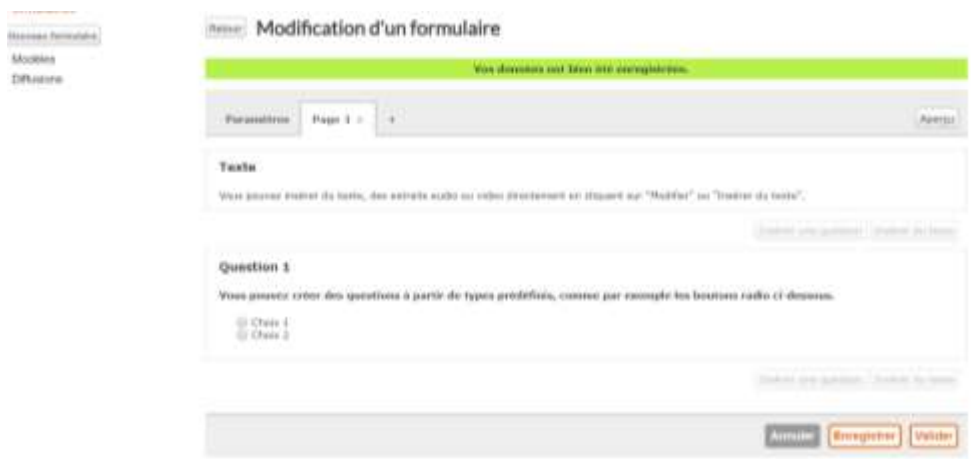 Nouveau formulaire
Modèles
Diffusions
Retour Modification d'un formulaire
Vos données ont bien été enregistrées.
Paramètres Page 1 × + Aperçu
Texte
Vous pouvez insérer du texte, des extraits audio ou video directement en cliquant sur "Modifier" ou "Insérer du texte".
Insérer une question Insérer du texte
Question 1
Vous pouvez créer des questions à partir de types prédéfinis, comme par exemple les boutons radio ci-dessous.
Choix 1
Choix 2
Insérer une question Insérer du texte
Annuler Enregistrer Valider